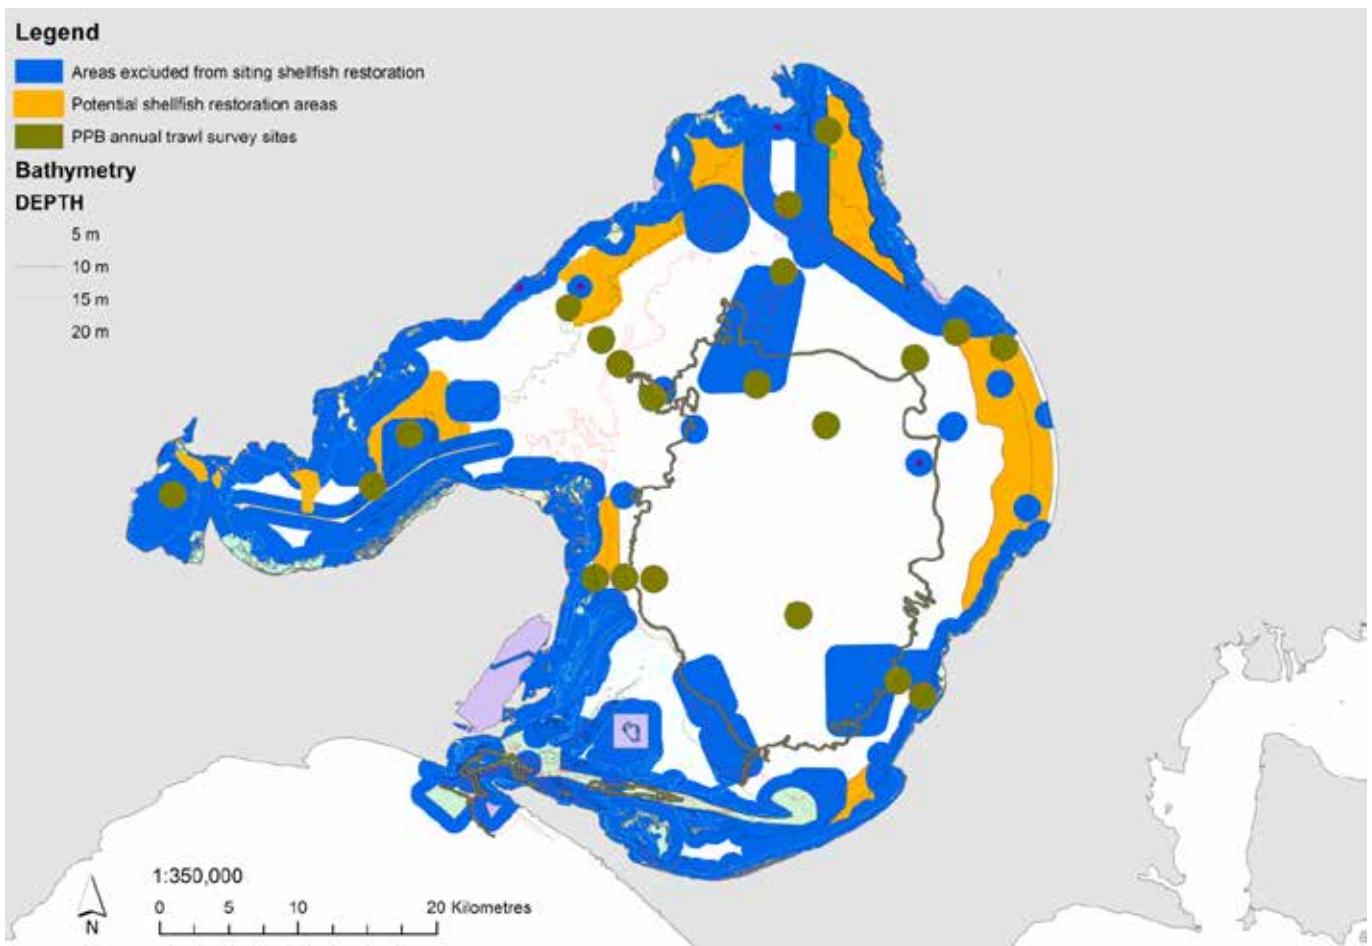 Legend
Areas excluded from siting shellfish restoration
Potential shellfish restoration areas
PPB annual trawl survey sites
Bathymetry
DEPTH
5 m
10 m
15 m
20 m
1:350,000
0 5 10 20 Kilometres
N